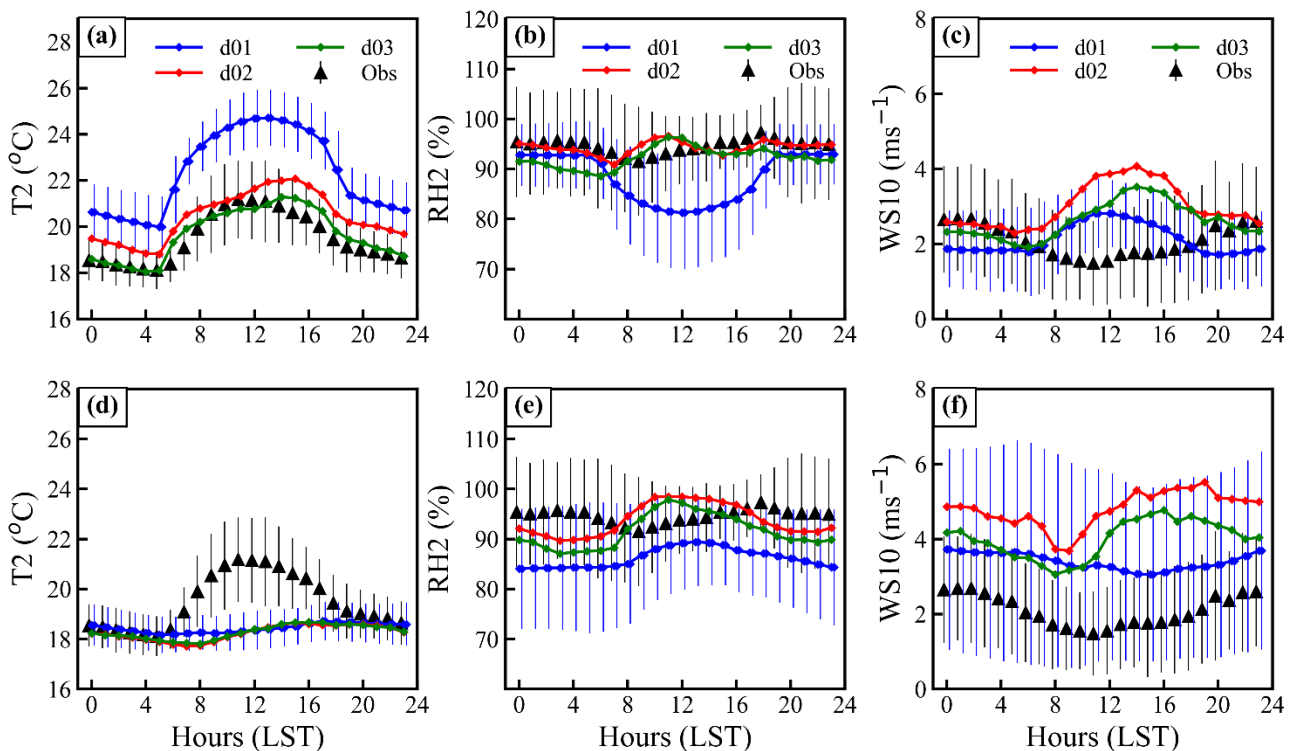 (a)
d01
d03
d02
Obs
T2 (°C)
28
26
24
22
20
18
16
0 4 8 12 16 20 24
(b)
d01
d03
d02
Obs
RH2 (%)
120
110
100
90
80
70
0 4 8 12 16 20 24
(c)
d01
d03
d02
Obs
WS10 (ms⁻¹)
8
6
4
2
0
0 4 8 12 16 20 24
(d)
T2 (°C)
28
26
24
22
20
18
16
0 4 8 12 16 20 24
Hours (LST)
(e)
RH2 (%)
120
110
100
90
80
70
0 4 8 12 16 20 24
Hours (LST)
(f)
WS10 (ms⁻¹)
8
6
4
2
0
0 4 8 12 16 20 24
Hours (LST)